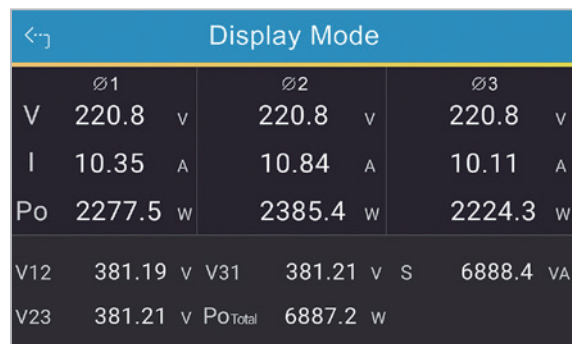 Display Mode
Ø1 Ø2 Ø3
V 220.8 V 220.8 V 220.8 V
I 10.35 A 10.84 A 10.11 A
Po 2277.5 W 2385.4 W 2224.3 W
V12 381.19 V V31 381.21 V S 6888.4 VA
V23 381.21 V PoTotal 6887.2 W